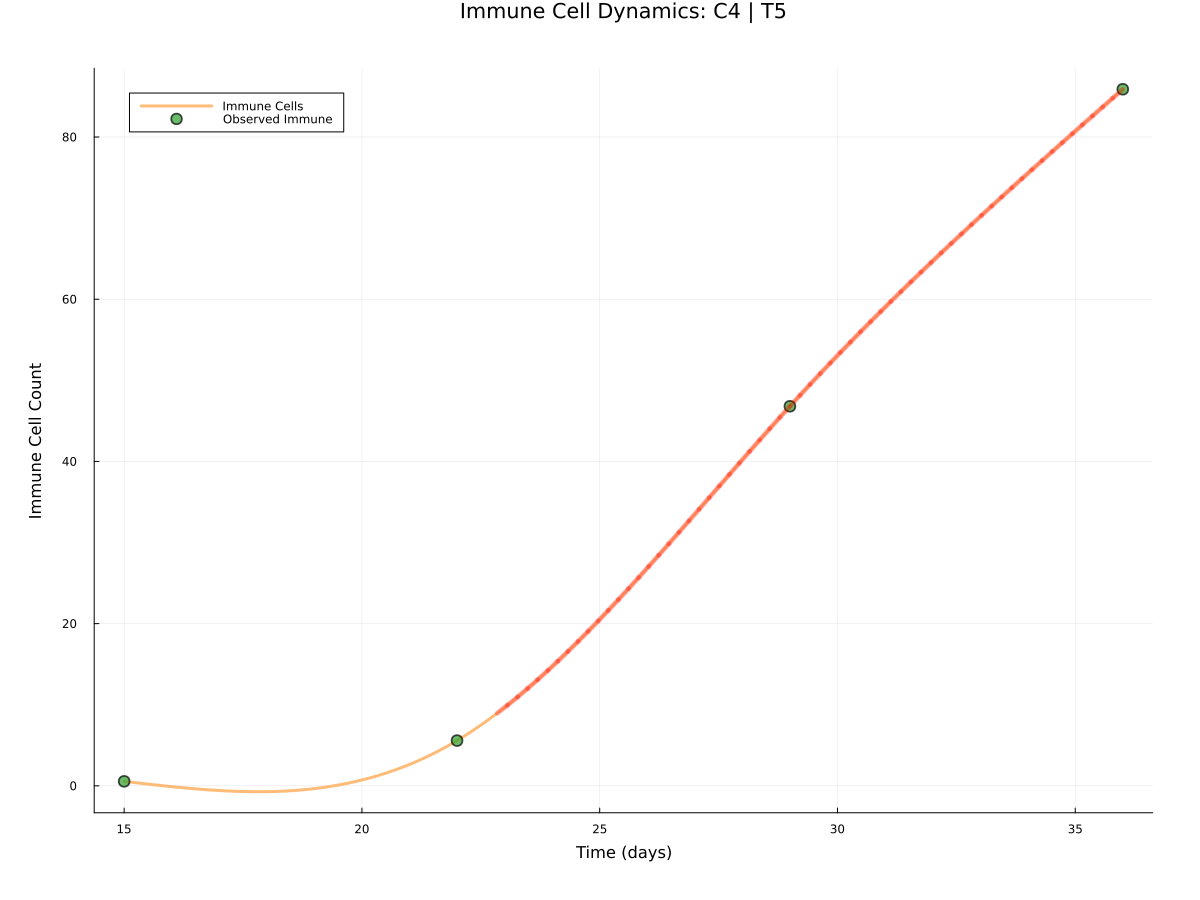 Immune Cell Dynamics: C4 | T5
Immune Cells
Observed Immune
80
60
40
20
0
Immune Cell Count
15 20 25 30 35
Time (days)